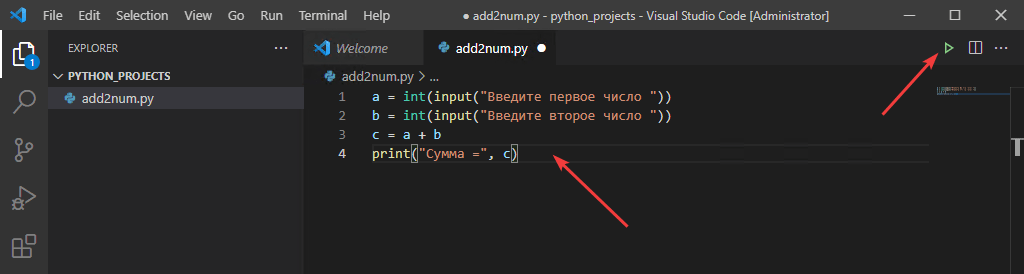 File Edit Selection View Go Run Terminal Help ● add2num.py - python_projects - Visual Studio Code [Administrator]
EXPLORER
Welcome add2num.py ●
PYTHON_PROJECTS
add2num.py
1
add2num.py > ...
1 a = int(input("Введите первое число "))
2 b = int(input("Введите второе число "))
3 c = a + b
4 print("Сумма =", c)